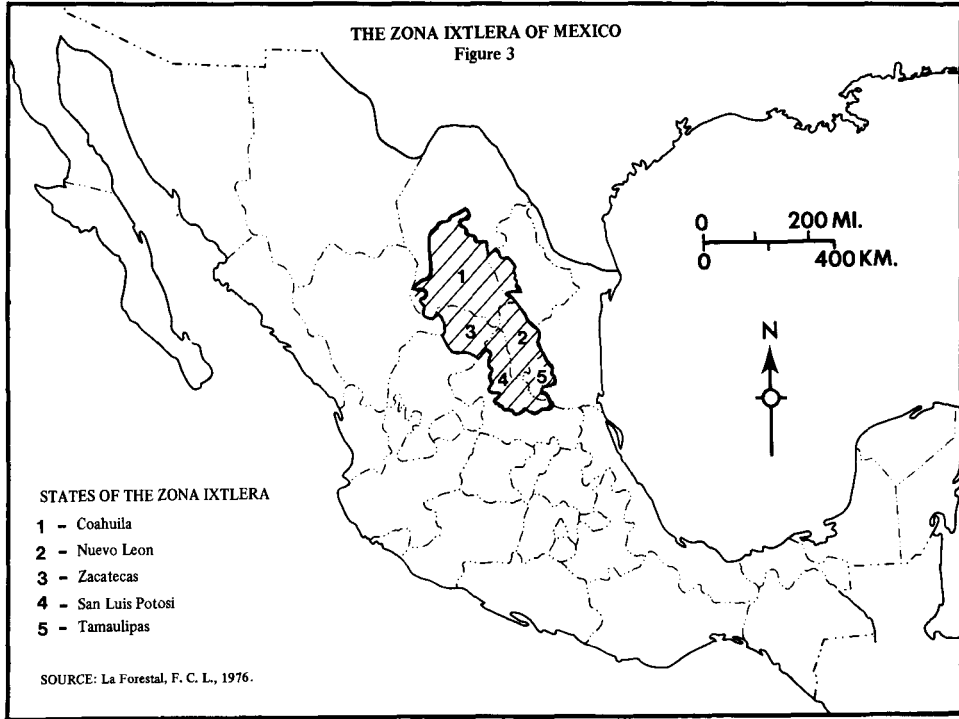 THE ZONA IXTLERA OF MEXICO
Figure 3
0 200 MI.
0 400 KM.
N
1
2
3
4
5
STATES OF THE ZONA IXTLERA
1 - Coahuila
2 - Nuevo Leon
3 - Zacatecas
4 - San Luis Potosi
5 - Tamaulipas
SOURCE: La Forestal, F. C. L., 1976.